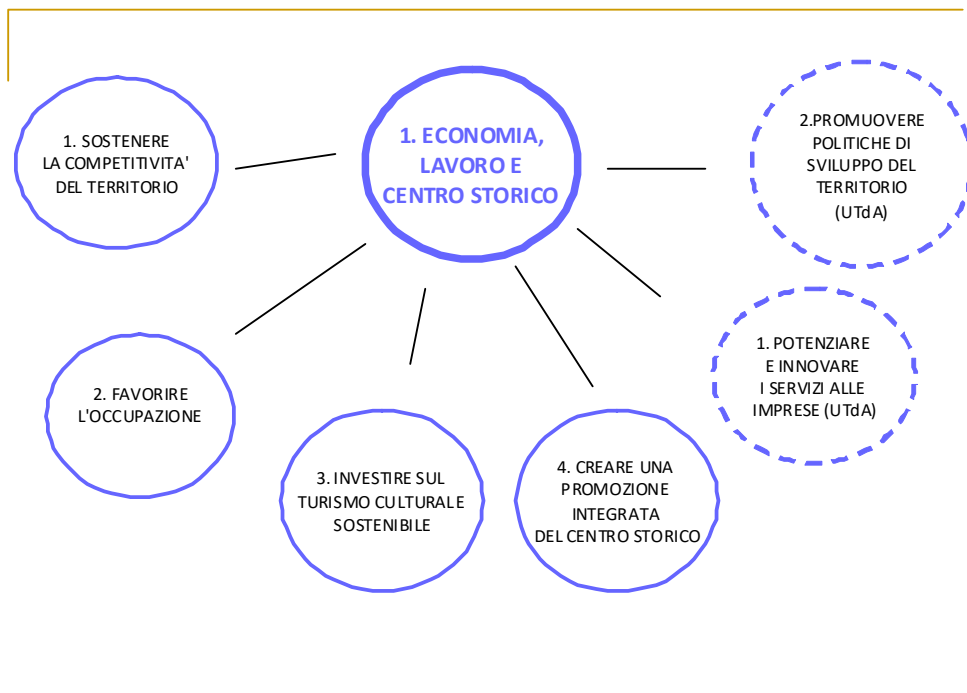 1. ECONOMIA,
LAVORO E
CENTRO STORICO
1. SOSTENERE
LA COMPETITIVITA'
DEL TERRITORIO
2. FAVORIRE
L'OCCUPAZIONE
3. INVESTIRE SUL
TURISMO CULTURALE
SOSTENIBILE
4. CREARE UNA
PROMOZIONE
INTEGRATA
DEL CENTRO STORICO
1. POTENZIARE
E INNOVARE
I SERVIZI ALLE
IMPRESE (UTdA)
2.PROMUOVERE
POLITICHE DI
SVILUPPO DEL
TERRITORIO
(UTdA)